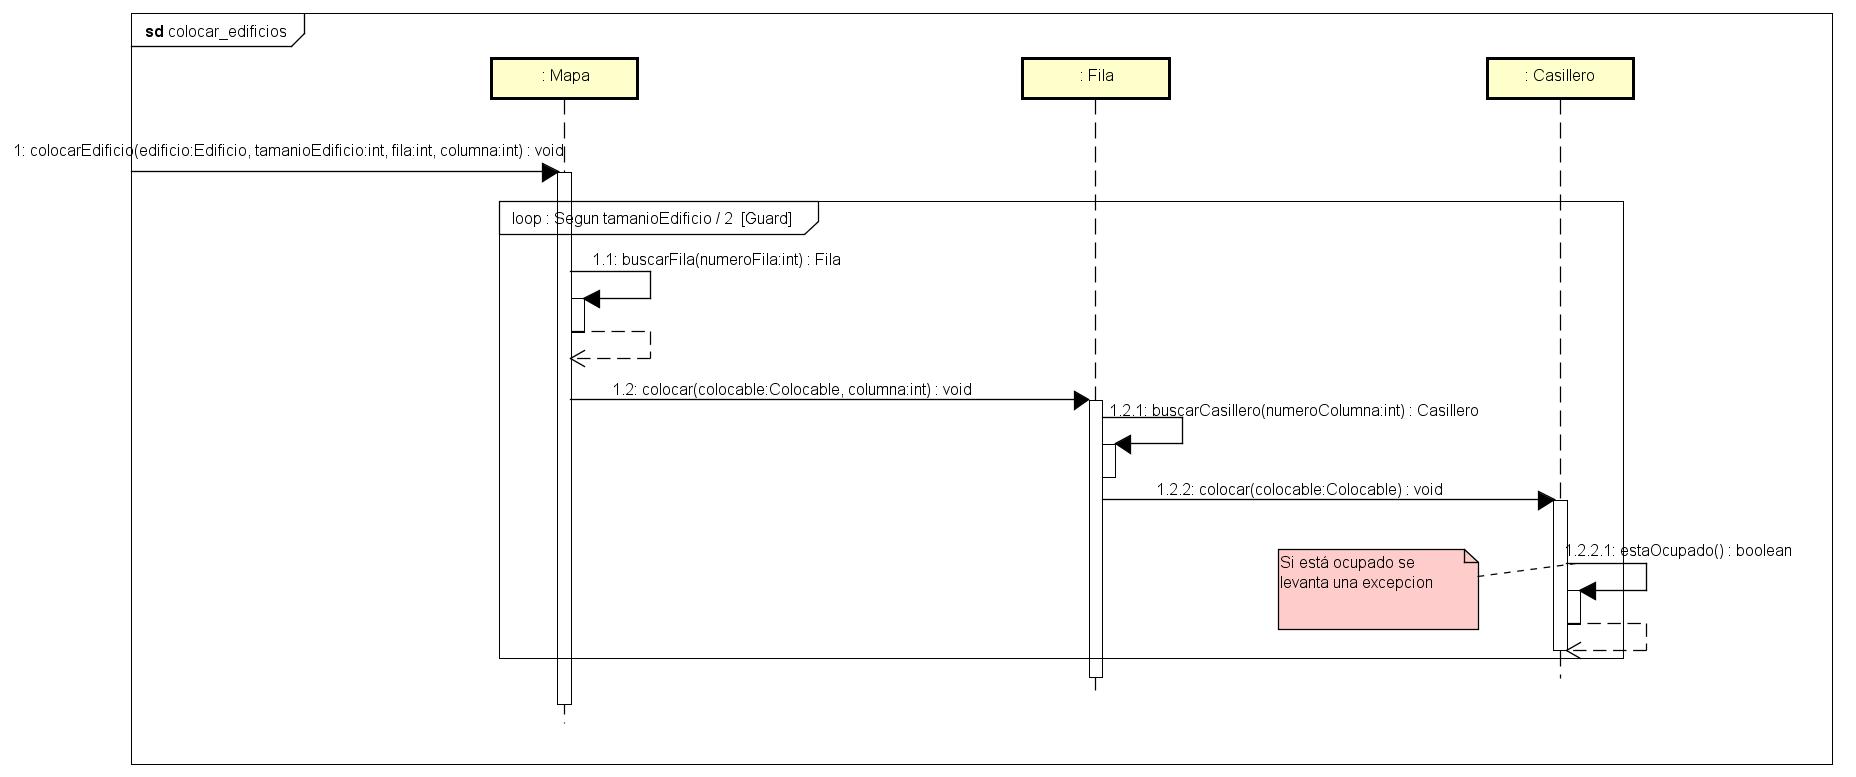 sd colocar_edificios
: Mapa
: Fila
: Casillero
1: colocarEdificio(edificio:Edificio, tamanioEdificio:int, fila:int, columna:int) : void
loop : Segun tamanioEdificio / 2 [Guard]
1.1: buscarFila(numeroFila:int) : Fila
1.2: colocar(colocable:Colocable, columna:int) : void
1.2.1: buscarCasillero(numeroColumna:int) : Casillero
1.2.2: colocar(colocable:Colocable) : void
1.2.2.1: estaOcupado() : boolean
Si está ocupado se
levanta una excepcion